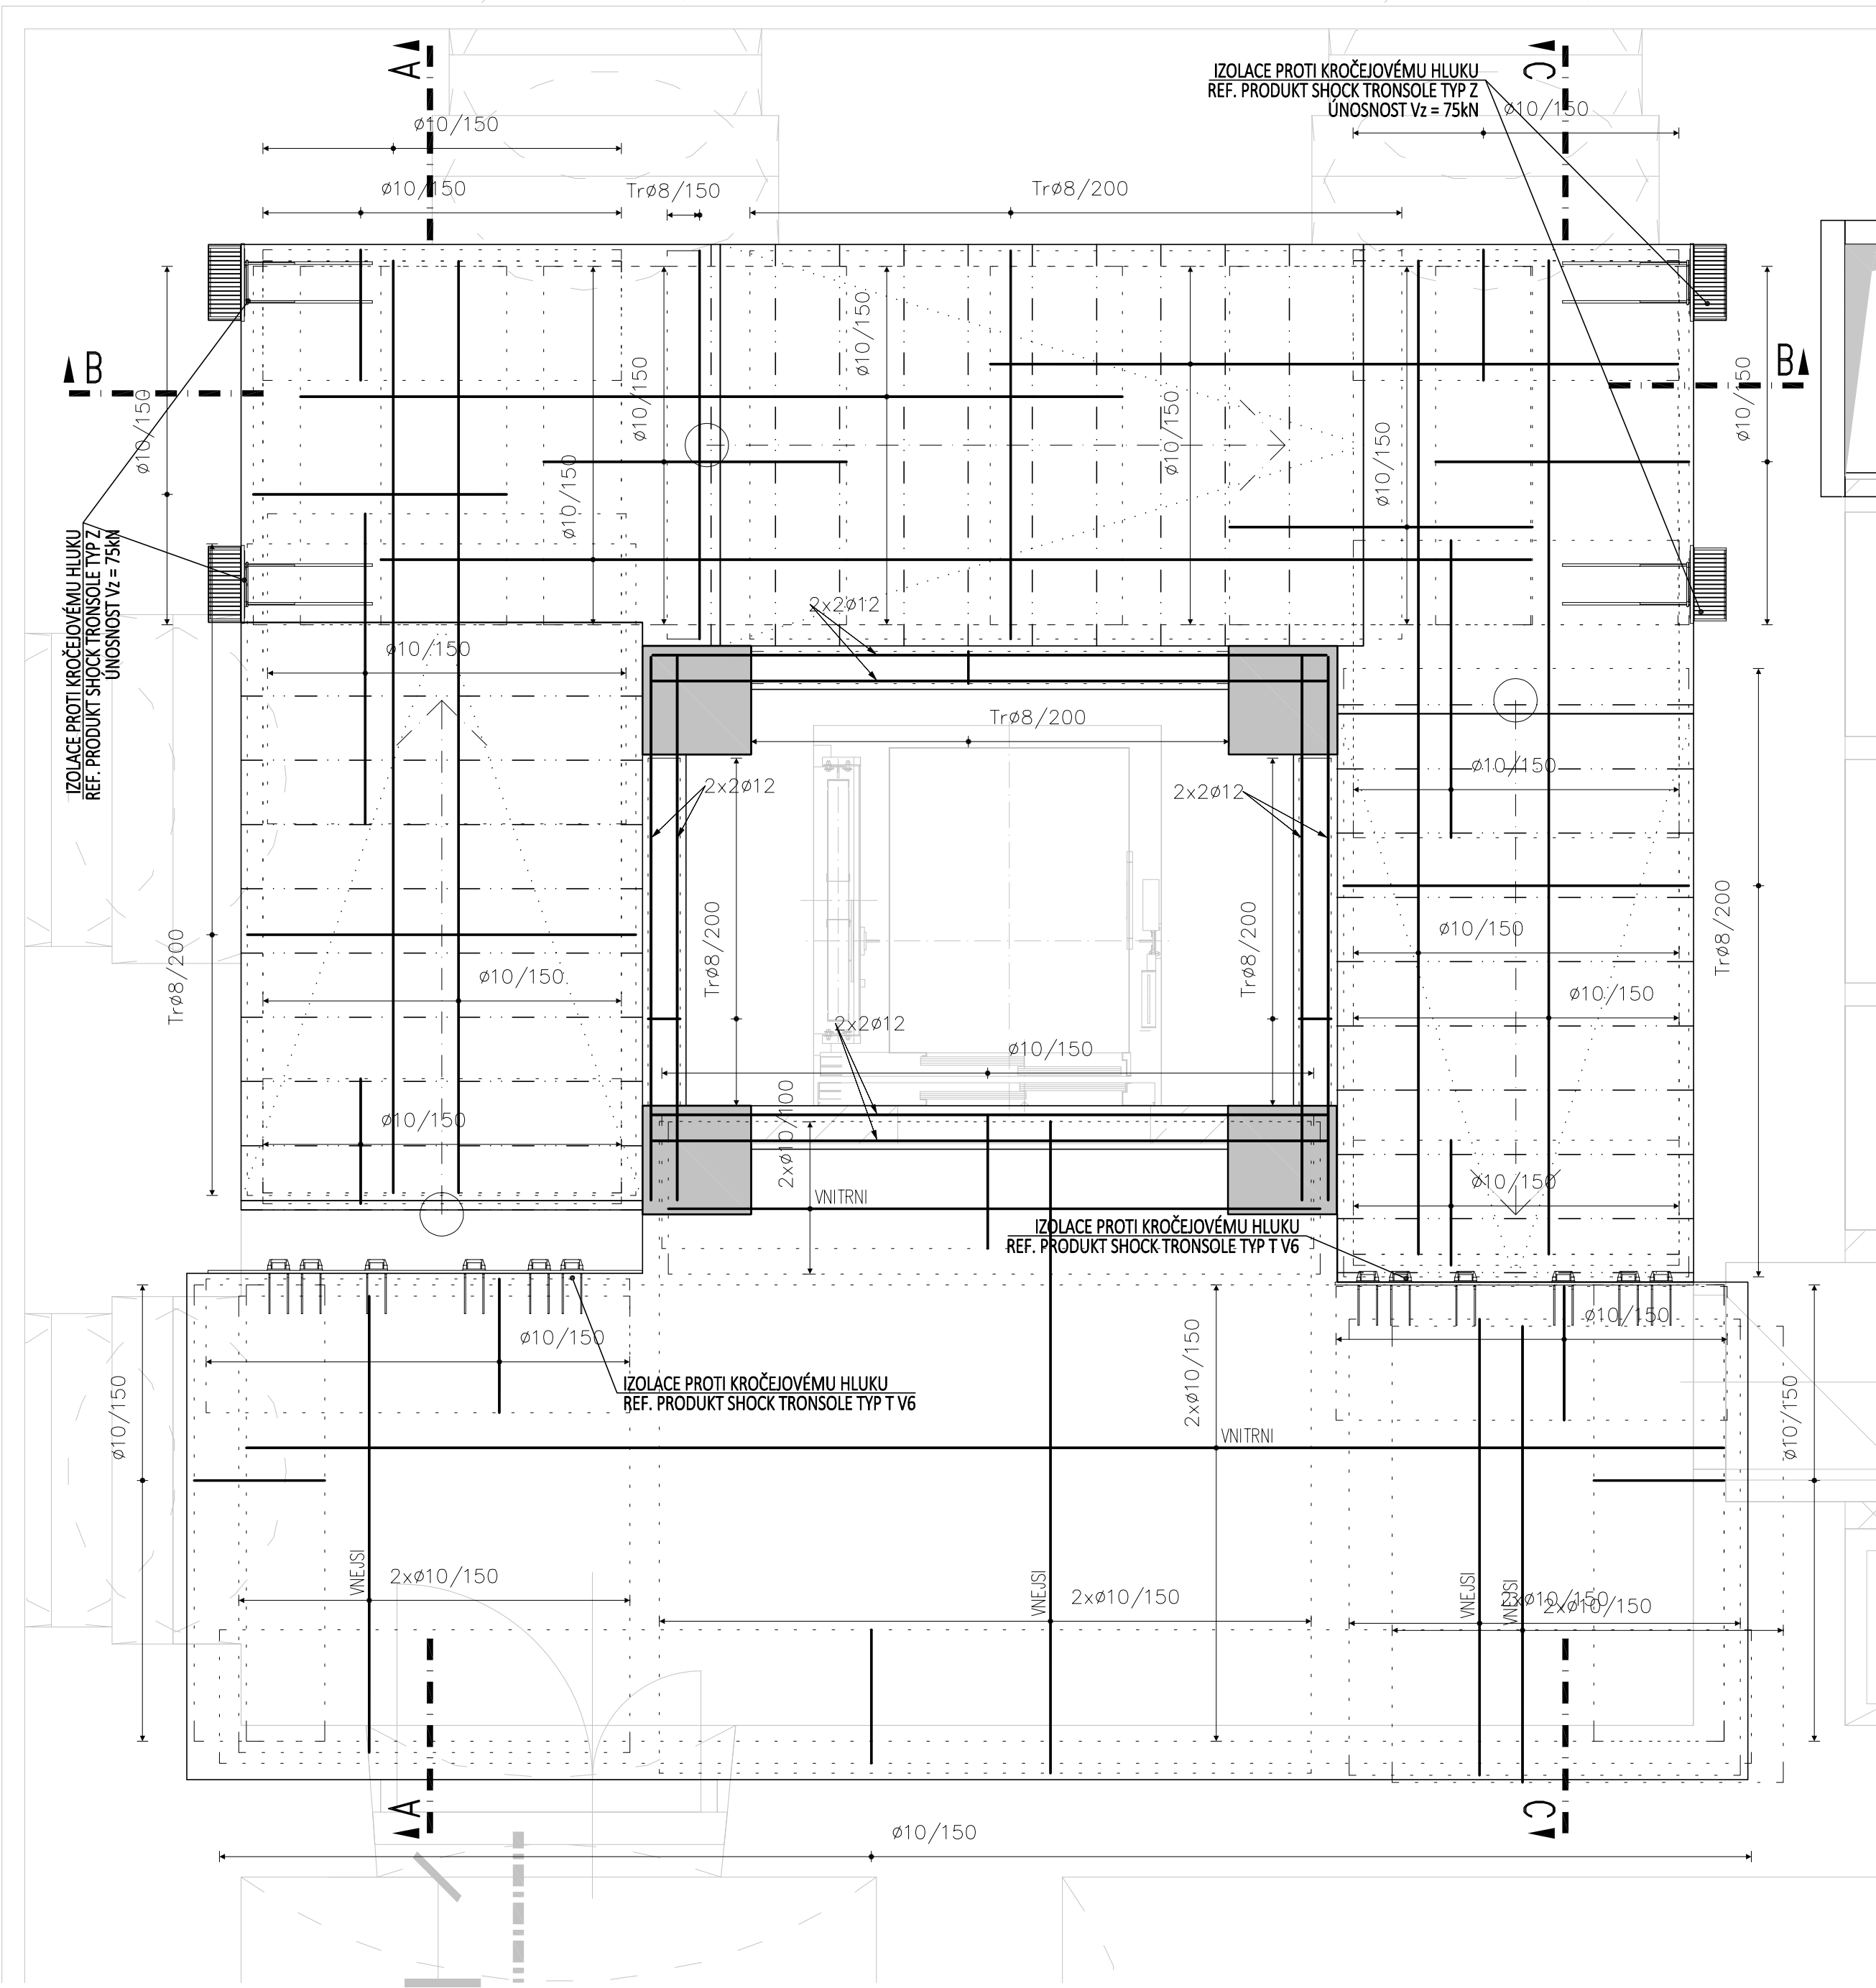 A
C
IZOLACE PROTI KROČEJOVÉMU HLUKU
REF. PRODUKT SHOCK TRONSOLE TYP Z
ÚNOSNOST Vz = 75kN
ø10/150
ø10/150
ø10/150
Trø8/150
Trø8/200
B
B
ø10/150
ø10/150
ø10/150
ø10/150
ø10/150
ø10/150
ø10/150
IZOLACE PROTI KROČEJOVÉMU HLUKU
REF. PRODUKT SHOCK TRONSOLE TYP Z
ÚNOSNOST Vz = 75kN
2x2ø12
ø10/150
Trø8/200
2x2ø12
2x2ø12
ø10/150
Trø8/200
Trø8/200
Trø8/200
Trø8/200
ø10/150
ø10/150
ø10/150
2x2ø12
ø10/150
ø10/150
2xø10/100
VNITRNI
ø10/150
IZOLACE PROTI KROČEJOVÉMU HLUKU
REF. PRODUKT SHOCK TRONSOLE TYP T V6
ø10/150
ø10/150
2xø10/150
ø10/150
ø10/150
IZOLACE PROTI KROČEJOVÉMU HLUKU
REF. PRODUKT SHOCK TRONSOLE TYP T V6
VNITRNI
VNEJSI
2xø10/150
VNEJSI
2xø10/150
VNEJSI
VNEJSI
2xø10/150
2xø10/150
A
C
ø10/150